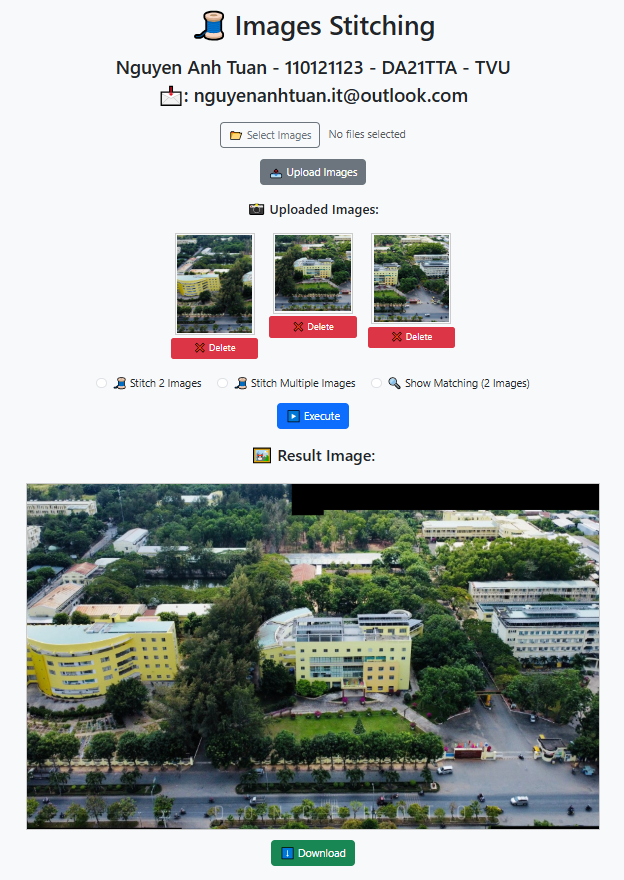 Images Stitching
Nguyen Anh Tuan - 110121123 - DA21TTA - TVU
: nguyenanhtuan.it@outlook.com
Select Images No files selected
Upload Images
Uploaded Images:
Delete
Delete
Delete
Stitch 2 Images Stitch Multiple Images Show Matching (2 Images)
Execute
Result Image:
Download